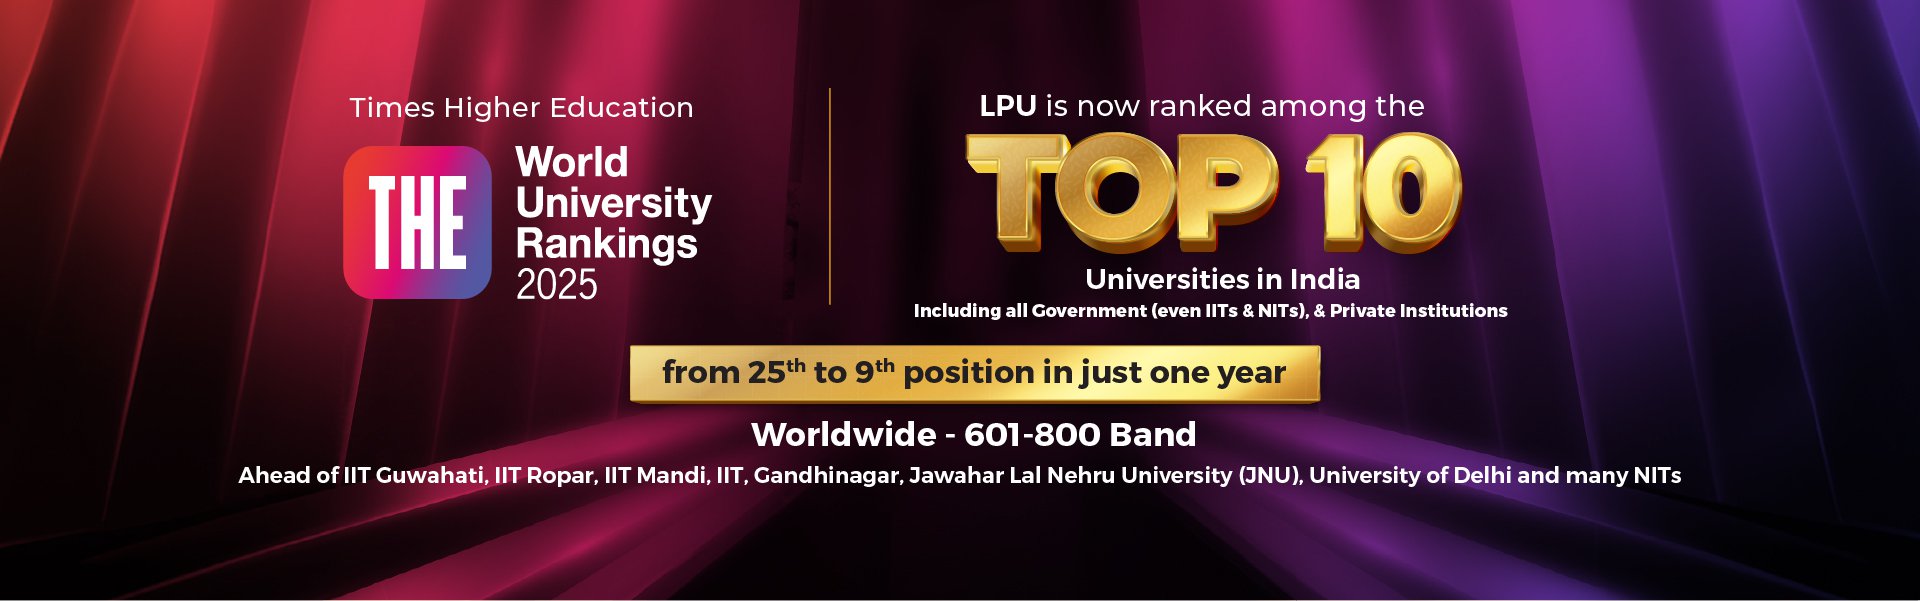 Times Higher Education
THE
World
University
Rankings
2025
LPU is now ranked among the
TOP 10
Universities in India
Including all Government (even IITs & NITs), & Private Institutions
from 25th to 9th position in just one year
Worldwide - 601-800 Band
Ahead of IIT Guwahati, IIT Ropar, IIT Mandi, IIT, Gandhinagar, Jawahar Lal Nehru University (JNU), University of Delhi and many NITs